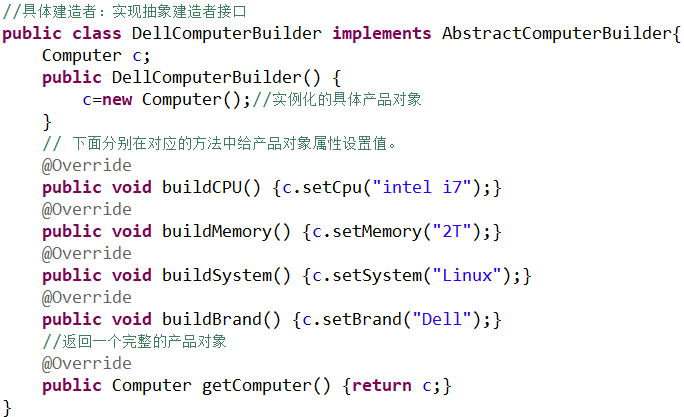 //具体建造者：实现抽象建造者接口
public class DellComputerBuilder implements AbstractComputerBuilder{
    Computer c;
    public DellComputerBuilder() {
        c=new Computer();//实例化的具体产品对象
    }
    // 下面分别在对应的方法中给产品对象属性设置值。
    @Override
    public void buildCPU() {c.setCpu("intel i7");}
    @Override
    public void buildMemory() {c.setMemory("2T");}
    @Override
    public void buildSystem() {c.setSystem("Linux");}
    @Override
    public void buildBrand() {c.setBrand("Dell");}
    //返回一个完整的产品对象
    @Override
    public Computer getComputer() {return c;}
}